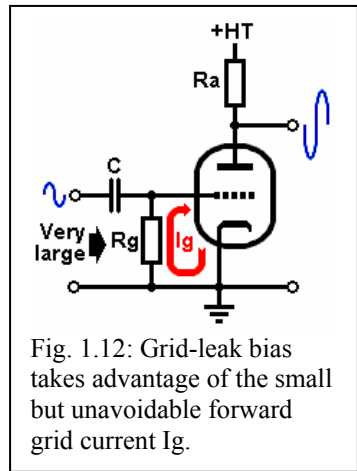 +HT
Ra
C
Very
large
Rg
Ig
Fig. 1.12: Grid-leak bias
takes advantage of the small
but unavoidable forward
grid current Ig.